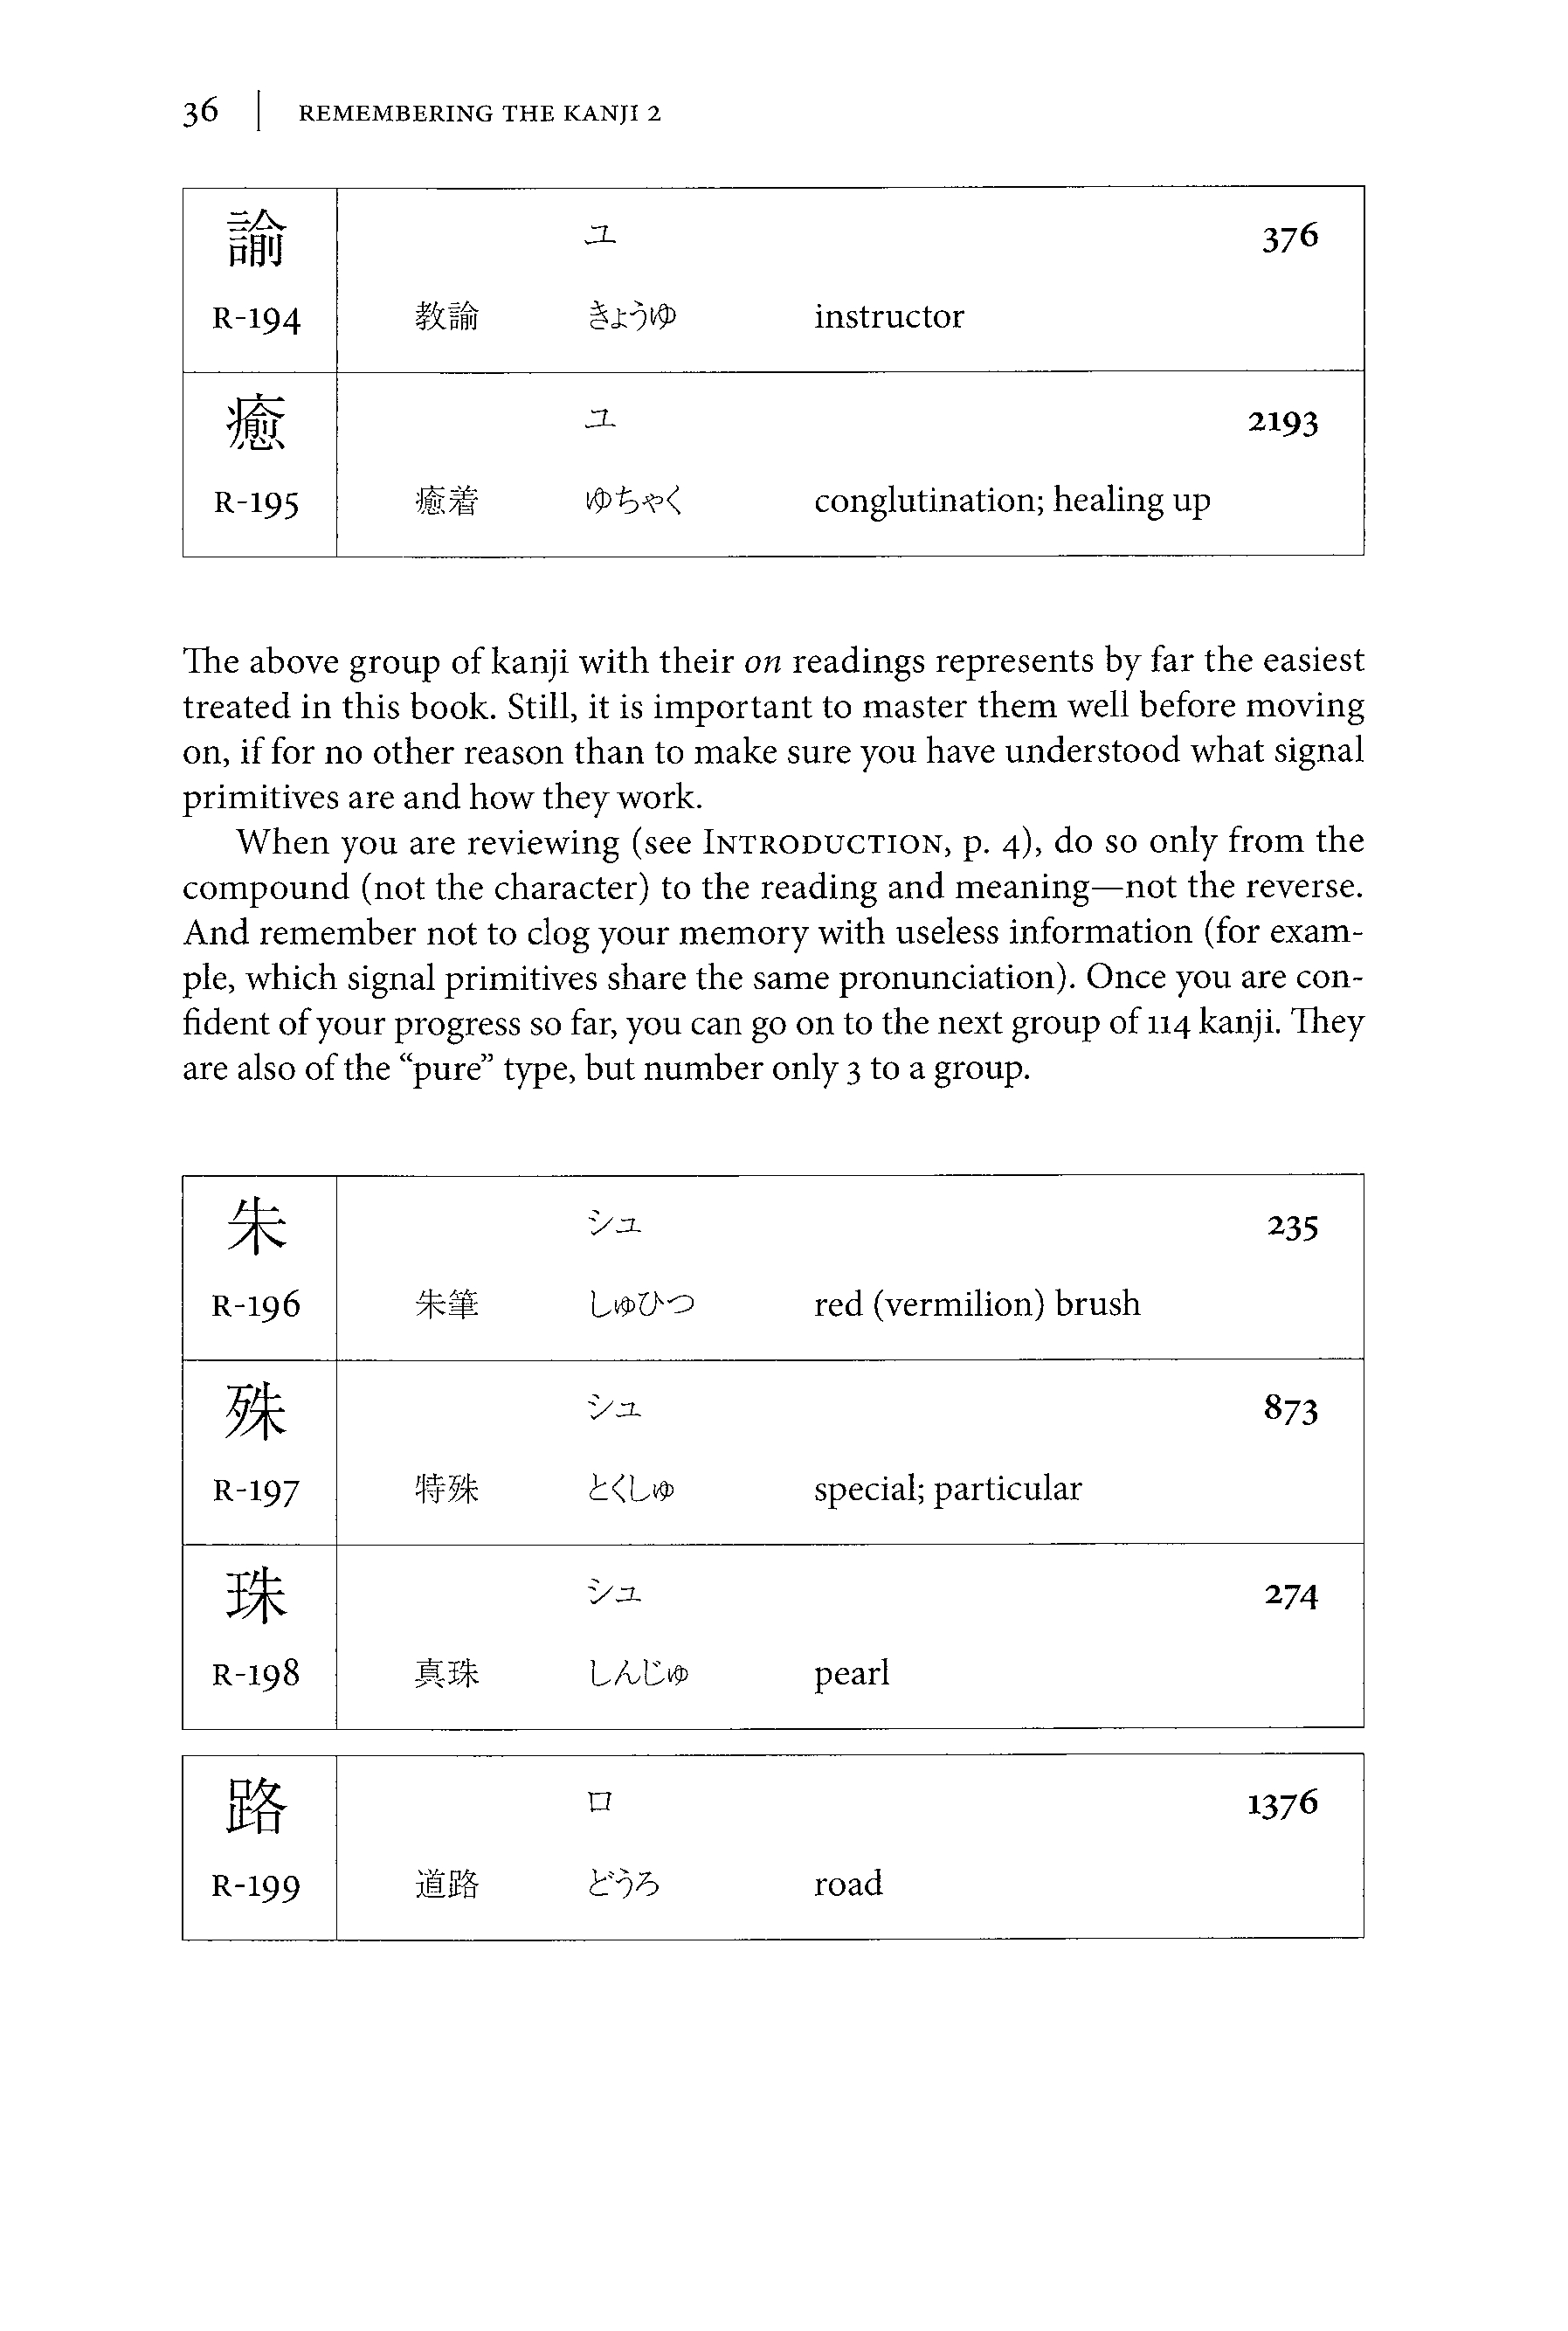 36 | REMEMBERING THE KANJI 2
諭 ユ 376
R-194 教諭 きょうゆ instructor
癒 ユ 2193
R-195 癒着 ゆちゃく conglutination; healing up
The above group of kanji with their on readings represents by far the easiest
treated in this book. Still, it is important to master them well before moving
on, if for no other reason than to make sure you have understood what signal
primitives are and how they work.
When you are reviewing (see INTRODUCTION, p. 4), do so only from the
compound (not the character) to the reading and meaning—not the reverse.
And remember not to clog your memory with useless information (for exam-
ple, which signal primitives share the same pronunciation). Once you are con-
fident of your progress so far, you can go on to the next group of 114 kanji. They
are also of the “pure” type, but number only 3 to a group.
朱 シュ 235
R-196 朱筆 しゅひつ red (vermilion) brush
殊 シュ 873
R-197 特殊 とくしゅ special; particular
珠 シュ 274
R-198 真珠 しんじゅ pearl
路 ロ 1376
R-199 道路 どうろ road